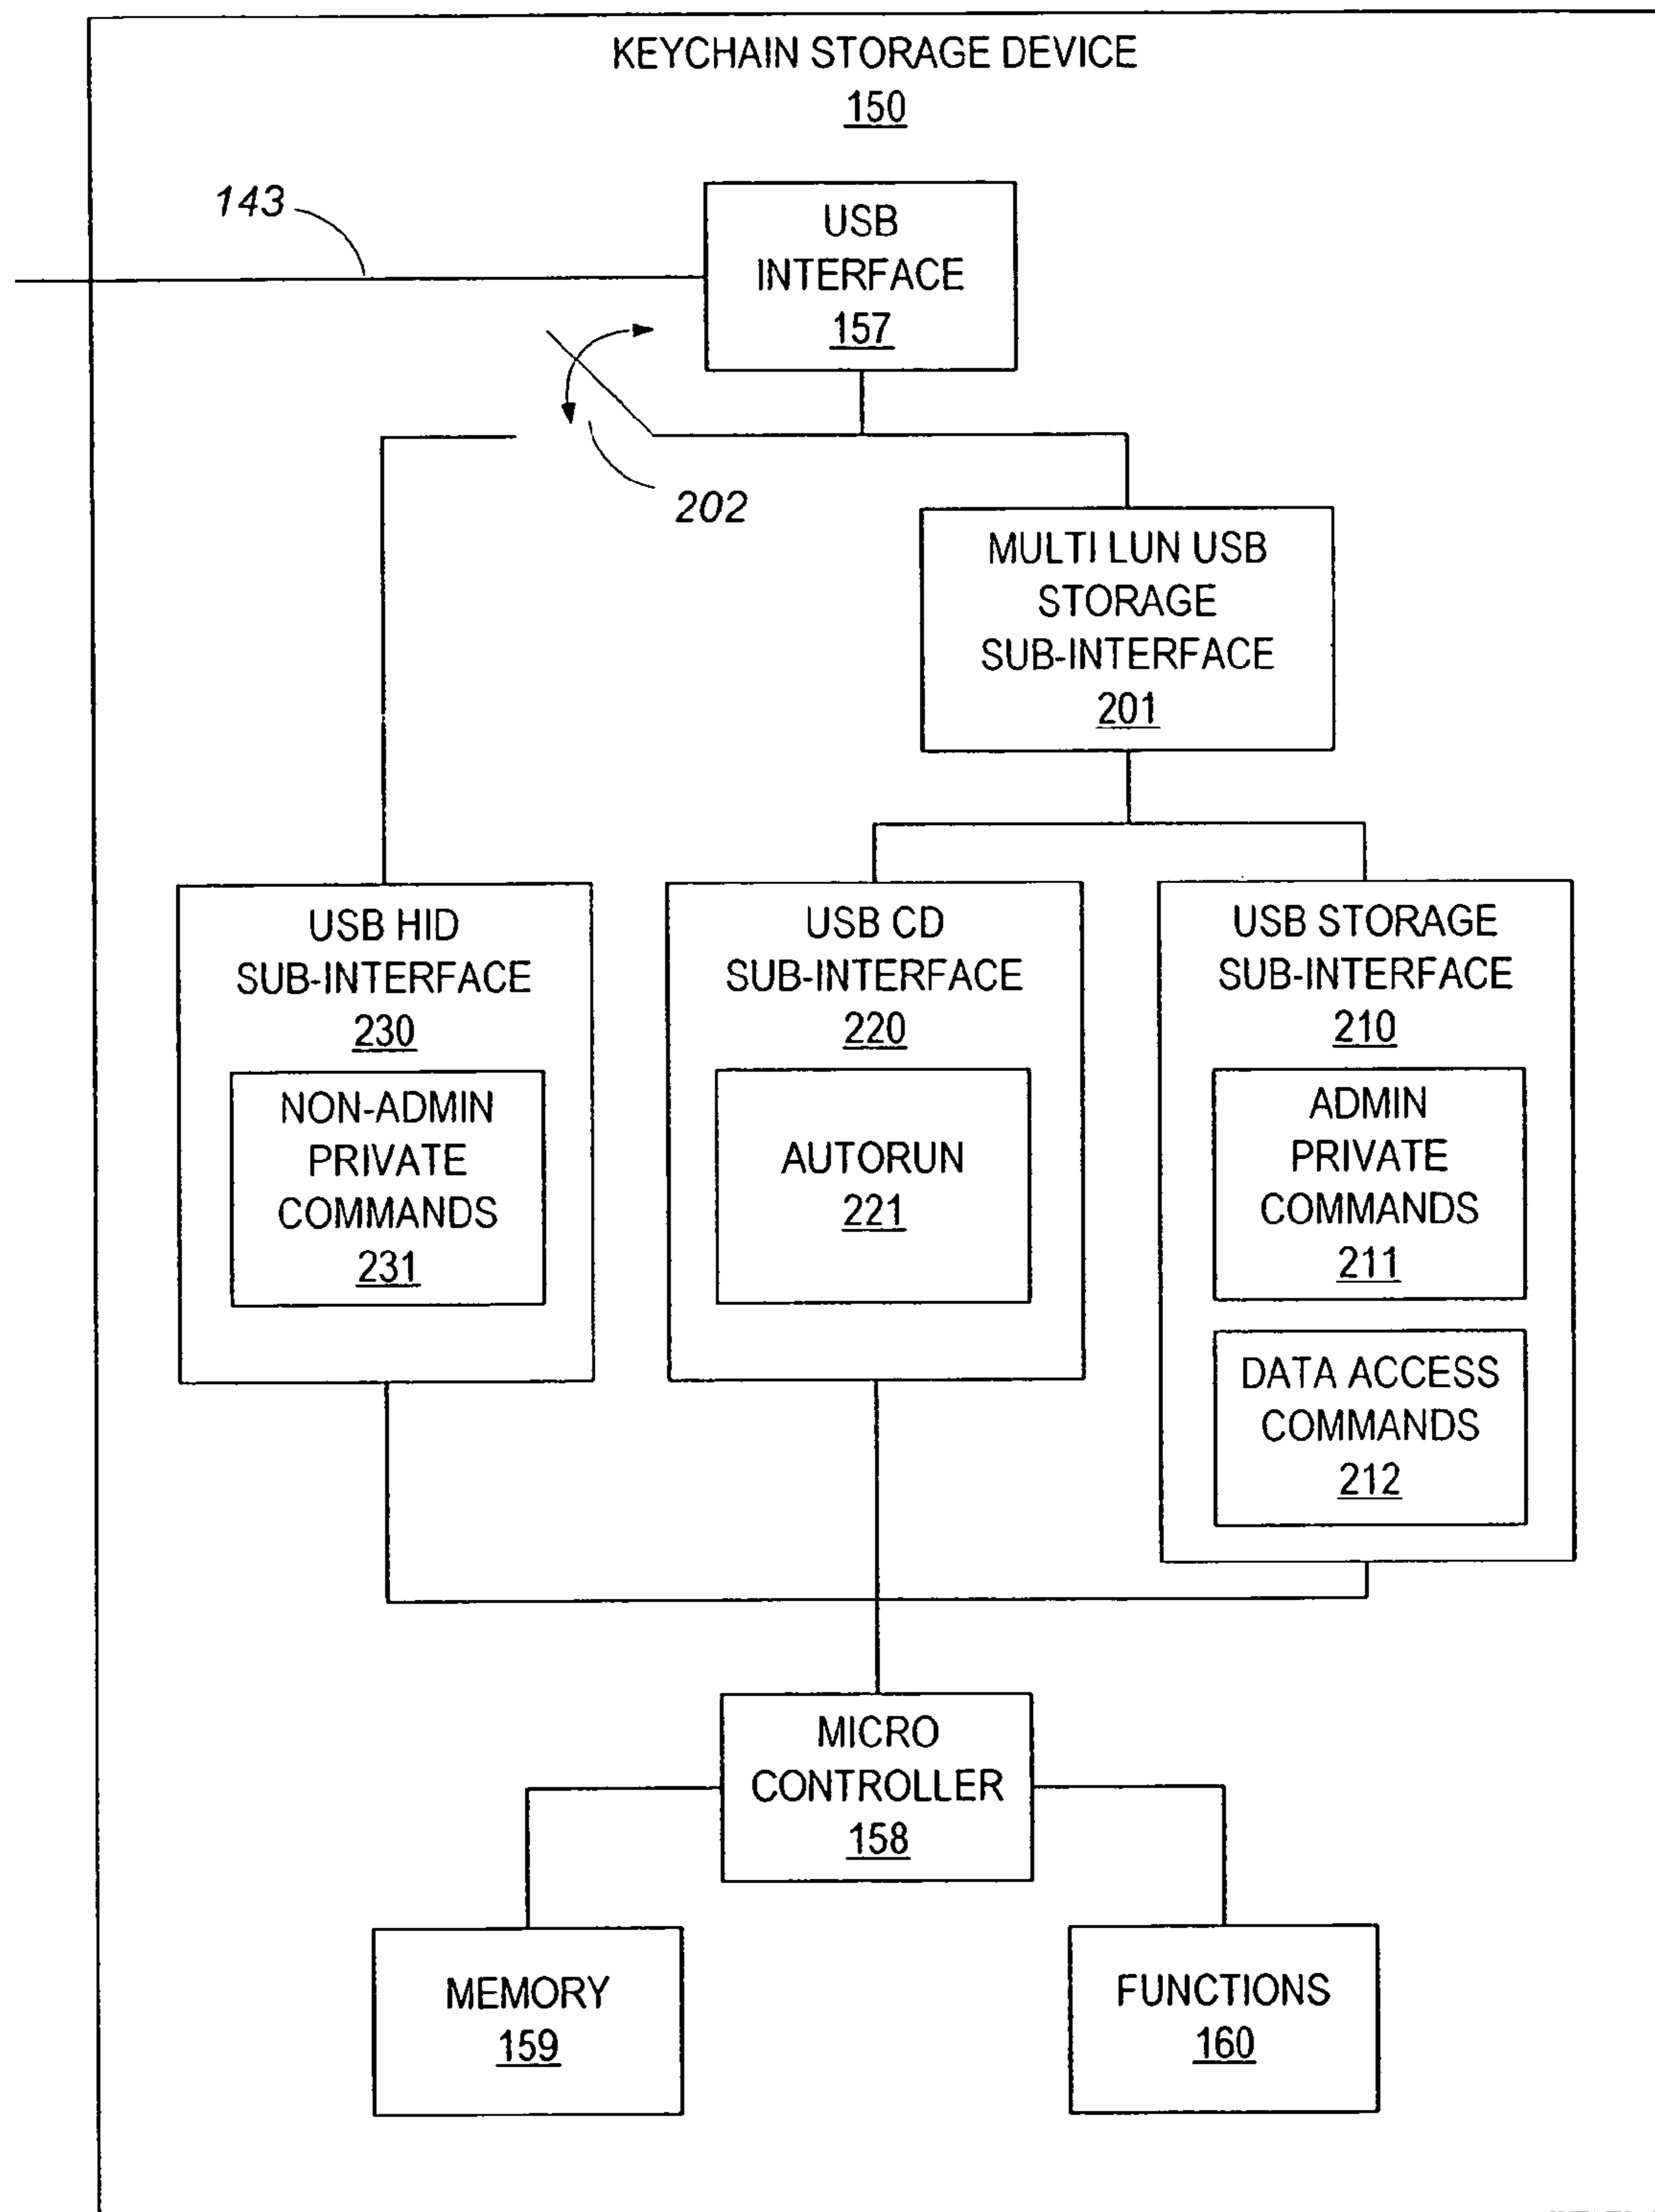 KEYCHAIN STORAGE DEVICE
150
143
USB
INTERFACE
157
202
MULTI LUN USB
STORAGE
SUB-INTERFACE
201
USB HID
SUB-INTERFACE
230
NON-ADMIN
PRIVATE
COMMANDS
231
USB CD
SUB-INTERFACE
220
AUTORUN
221
USB STORAGE
SUB-INTERFACE
210
ADMIN
PRIVATE
COMMANDS
211
DATA ACCESS
COMMANDS
212
MICRO
CONTROLLER
158
MEMORY
159
FUNCTIONS
160